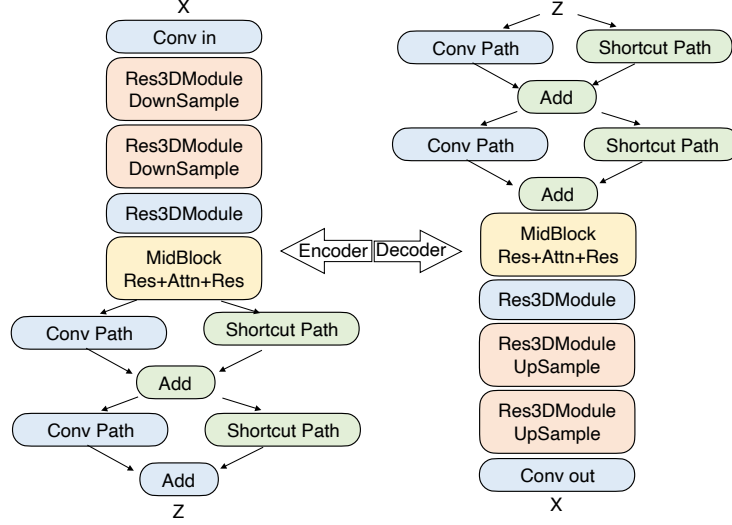 X
Conv in
Res3DModule
DownSample
Res3DModule
DownSample
Res3DModule
MidBlock
Res+Attn+Res
Conv Path
Shortcut Path
Add
Conv Path
Shortcut Path
Add
Z
Encoder
Decoder
Z
Conv Path
Shortcut Path
Add
Conv Path
Shortcut Path
Add
MidBlock
Res+Attn+Res
Res3DModule
Res3DModule
UpSample
Res3DModule
UpSample
Conv out
X